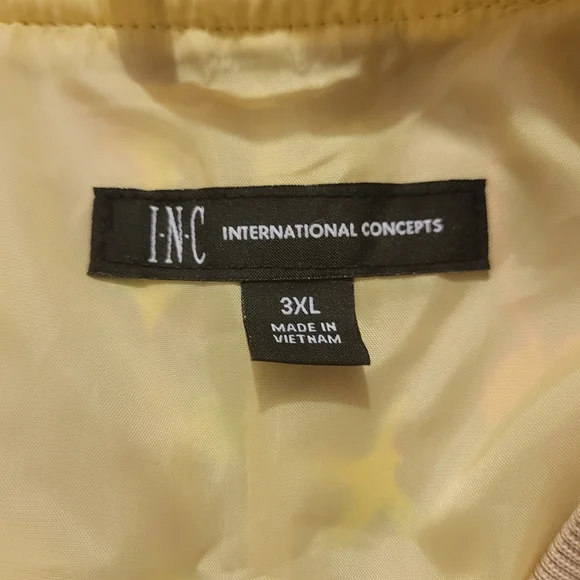 I·N·C INTERNATIONAL CONCEPTS
3XL
MADE IN
VIETNAM